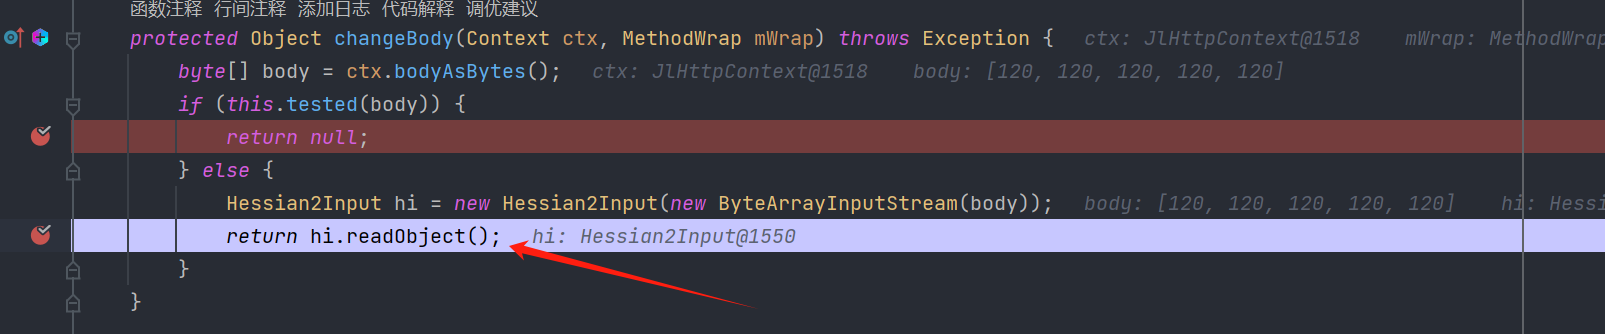 函数注释 行间注释 添加日志 代码解释 调优建议
protected Object changeBody(Context ctx, MethodWrap mWrap) throws Exception { ctx: JlHttpContext@1518 mWrap: MethodWrap
byte[] body = ctx.bodyAsBytes(); ctx: JlHttpContext@1518 body: [120, 120, 120, 120, 120]
if (this.tested(body)) {
return null;
} else {
Hessian2Input hi = new Hessian2Input(new ByteArrayInputStream(body)); body: [120, 120, 120, 120, 120] hi: Hess
return hi.readObject(); hi: Hessian2Input@1550
}
}